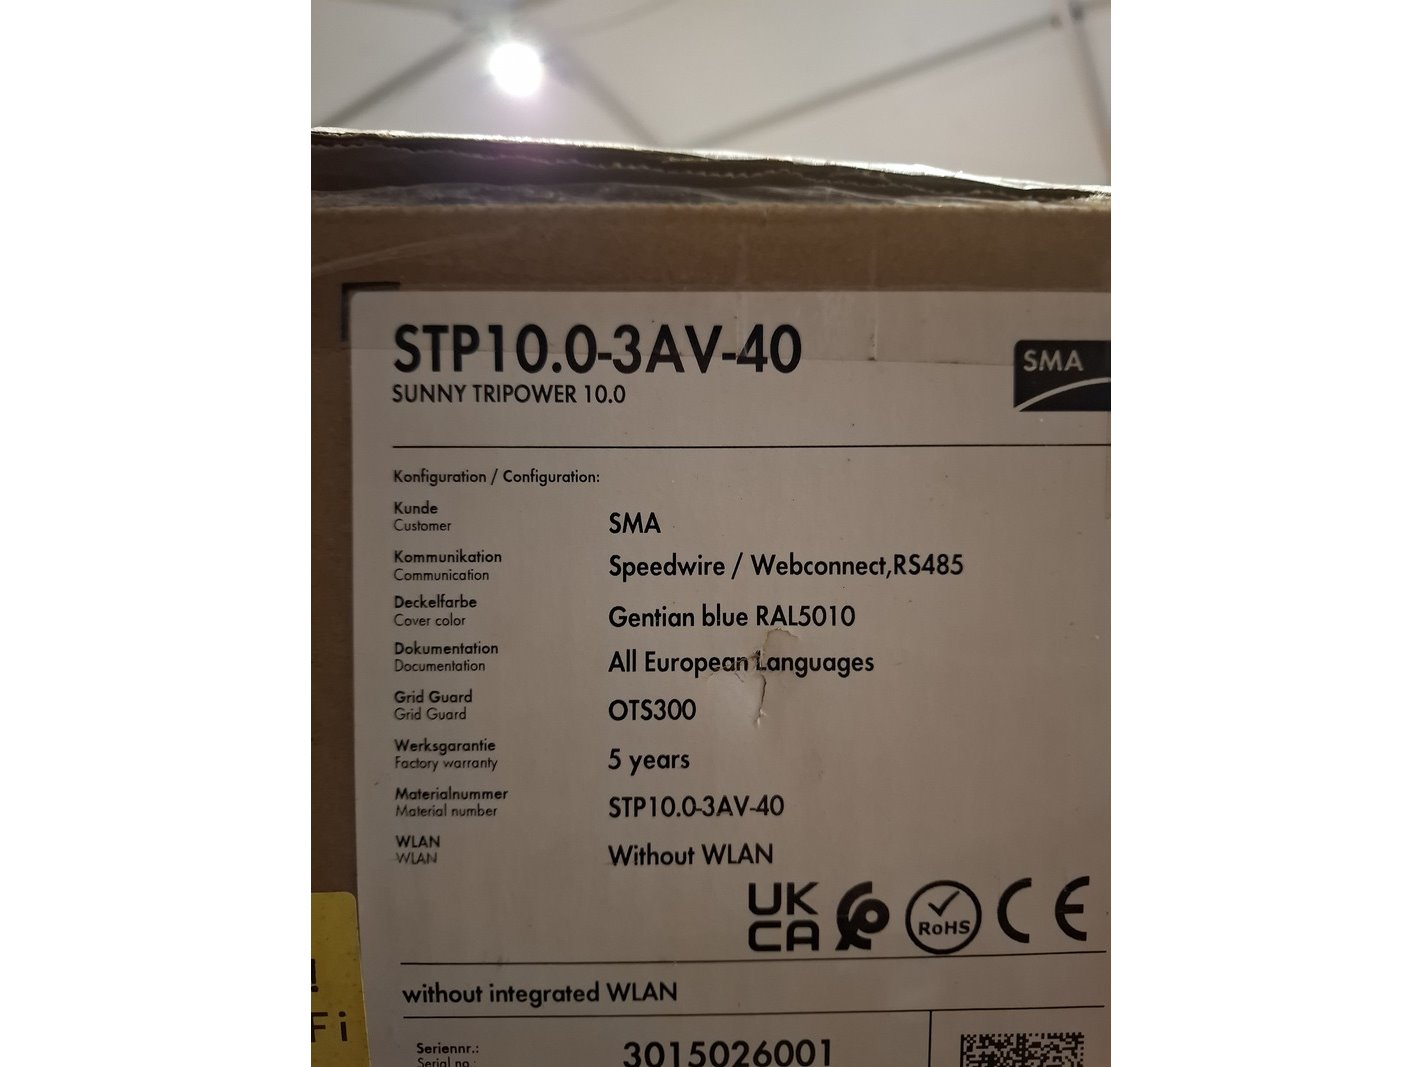 STP10.0-3AV-40
SUNNY TRIPOWER 10.0
SMA
Konfiguration / Configuration:
Kunde
Customer
SMA
Kommunikation
Communication
Speedwire / Webconnect,RS485
Deckelfarbe
Cover color
Gentian blue RAL5010
Dokumentation
Documentation
All European Languages
Grid Guard
Grid Guard
OTS300
Werksgarantie
Factory warranty
5 years
Materialnummer
Material number
STP10.0-3AV-40
WLAN
WLAN
Without WLAN
UK
CA
RoHS
CE
without integrated WLAN
Fi
Seriennr.:
Serial no.:
3015026001